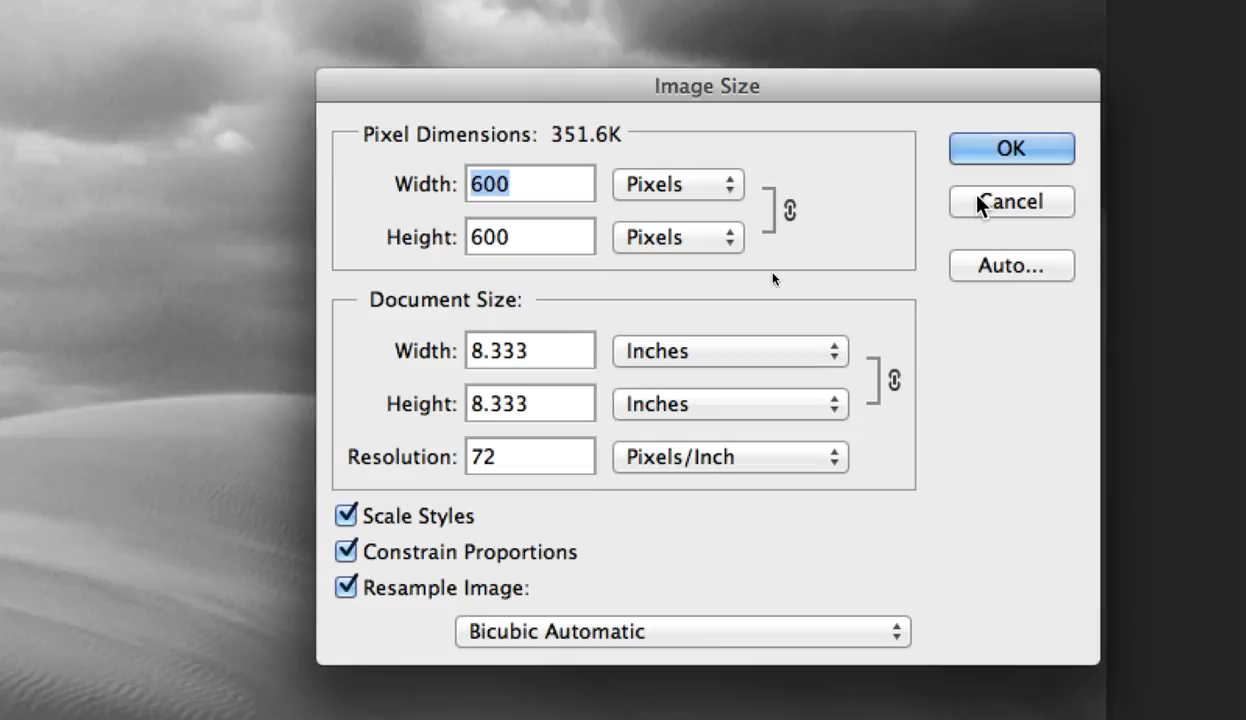 Image Size
Pixel Dimensions: 351.6K
Width: 600 Pixels
Height: 600 Pixels
OK
Cancel
Auto...
Document Size:
Width: 8.333 Inches
Height: 8.333 Inches
Resolution: 72 Pixels/Inch
Scale Styles
Constrain Proportions
Resample Image:
Bicubic Automatic